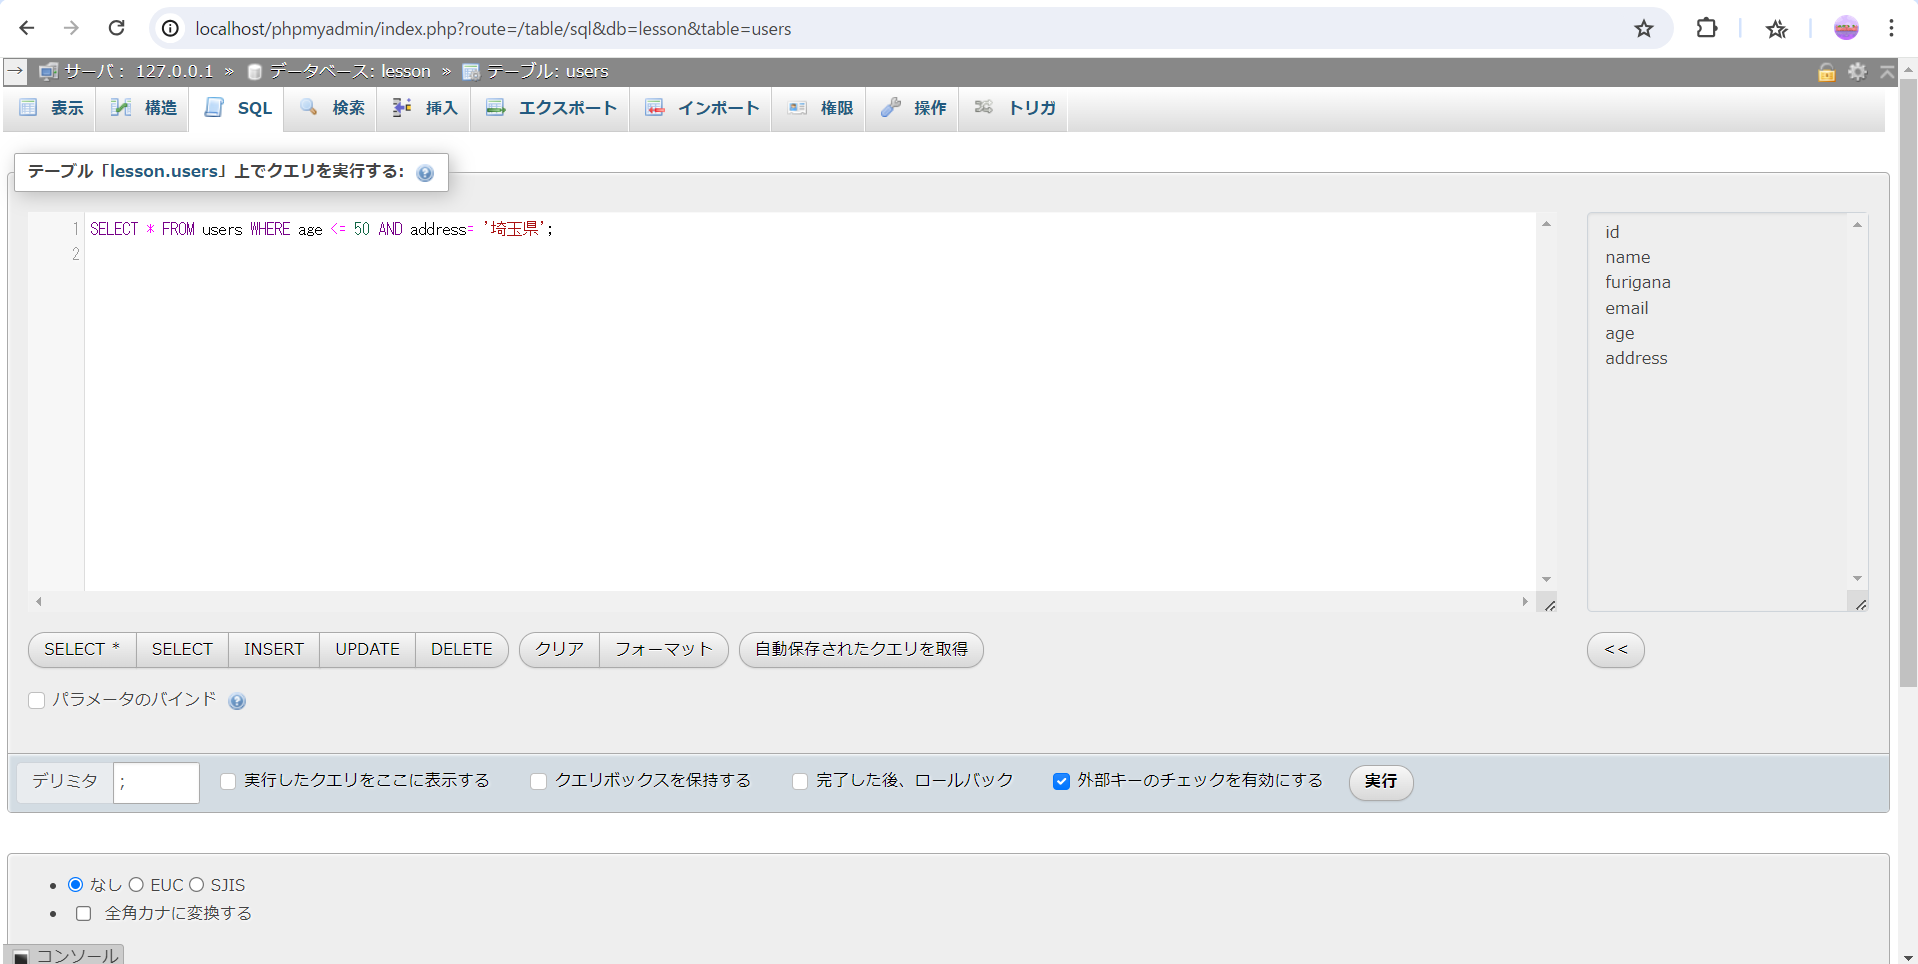 localhost/phpmyadmin/index.php?route=/table/sql&db=lesson&table=users
サーバ: 127.0.0.1 » データベース: lesson » テーブル: users
表示 構造 SQL 検索 挿入 エクスポート インポート 権限 操作 トリガ
テーブル「lesson.users」上でクエリを実行する:
1 SELECT * FROM users WHERE age <= 50 AND address= '埼玉県';
2
id
name
furigana
email
age
address
SELECT * SELECT INSERT UPDATE DELETE クリア フォーマット 自動保存されたクエリを取得 <<
パラメータのバインド
デリミタ ; 実行したクエリをここに表示する クエリボックスを保持する 完了した後、ロールバック 外部キーのチェックを有効にする 実行
なし EUC SJIS
全角カナに変換する
コンソール